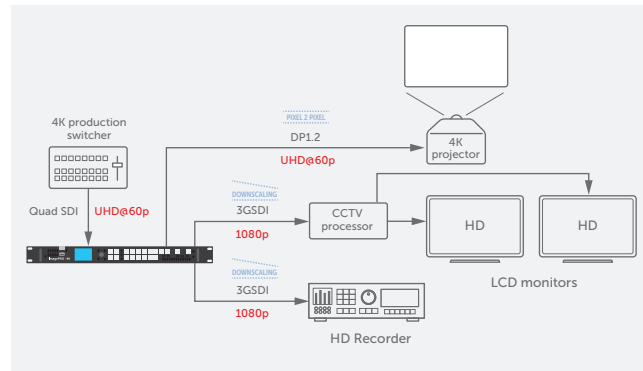 4K production
switcher
Quad SDI
UHD@60p
PIXEL 2 PIXEL
DP1.2
UHD@60p
4K
projector
DOWNSCALING
3GSDI
1080p
CCTV
processor
HD
HD
LCD monitors
DOWNSCALING
3GSDI
1080p
8888
HD Recorder